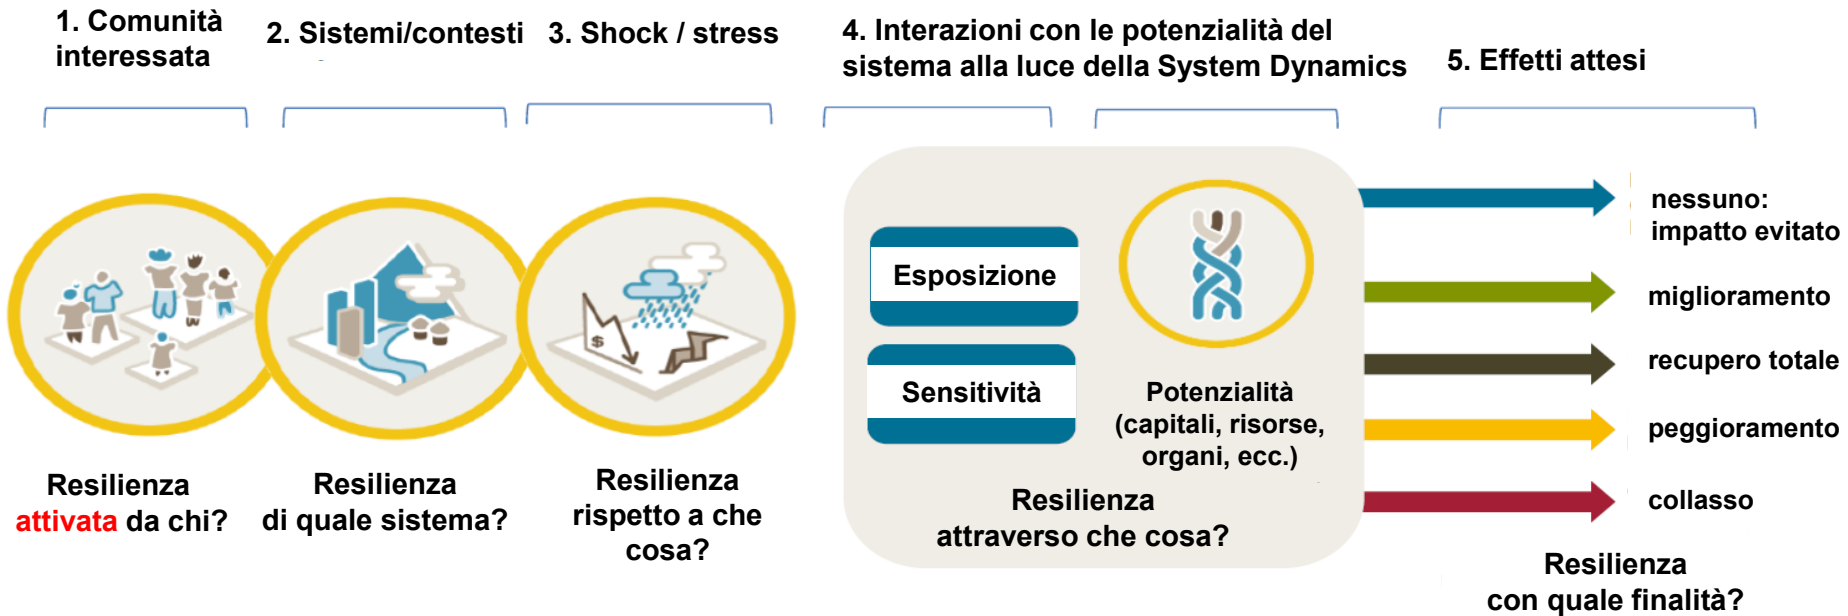 1. Comunità
interessata
2. Sistemi/contesti
3. Shock / stress
4. Interazioni con le potenzialità del
sistema alla luce della System Dynamics
5. Effetti attesi
$
Esposizione
Sensitività
Potenzialità
(capitali, risorse,
organi, ecc.)
nessuno:
impatto evitato
miglioramento
recupero totale
peggioramento
collasso
Resilienza
attivata da chi?
Resilienza
di quale sistema?
Resilienza
rispetto a che
cosa?
Resilienza
attraverso che cosa?
Resilienza
con quale finalità?